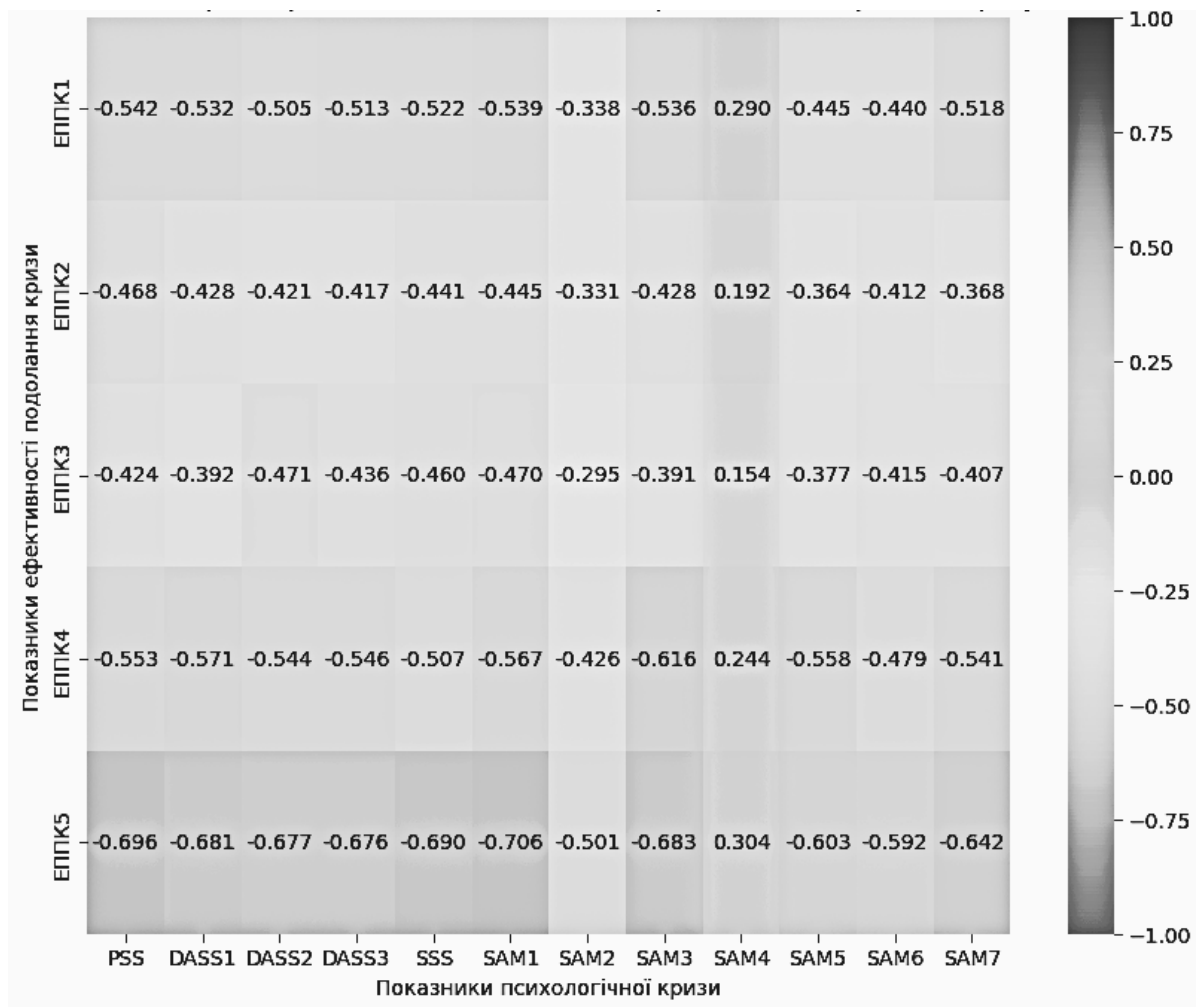 1.00
ЕППК1 -0.542 -0.532 -0.505 -0.513 -0.522 -0.539 -0.338 -0.536 0.290 -0.445 -0.440 -0.518
0.75
0.50
ЕППК2 -0.468 -0.428 -0.421 -0.417 -0.441 -0.445 -0.331 -0.428 0.192 -0.364 -0.412 -0.368
0.25
Показники ефективності подолання кризи
ЕППК3 -0.424 -0.392 -0.471 -0.436 -0.460 -0.470 -0.295 -0.391 0.154 -0.377 -0.415 -0.407
0.00
−0.25
ЕППК4 -0.553 -0.571 -0.544 -0.546 -0.507 -0.567 -0.426 -0.616 0.244 -0.558 -0.479 -0.541
−0.50
−0.75
ЕППК5 -0.696 -0.681 -0.677 -0.676 -0.690 -0.706 -0.501 -0.683 0.304 -0.603 -0.592 -0.642
−1.00
PSS DASS1 DASS2 DASS3 SSS SAM1 SAM2 SAM3 SAM4 SAM5 SAM6 SAM7
Показники психологічної кризи